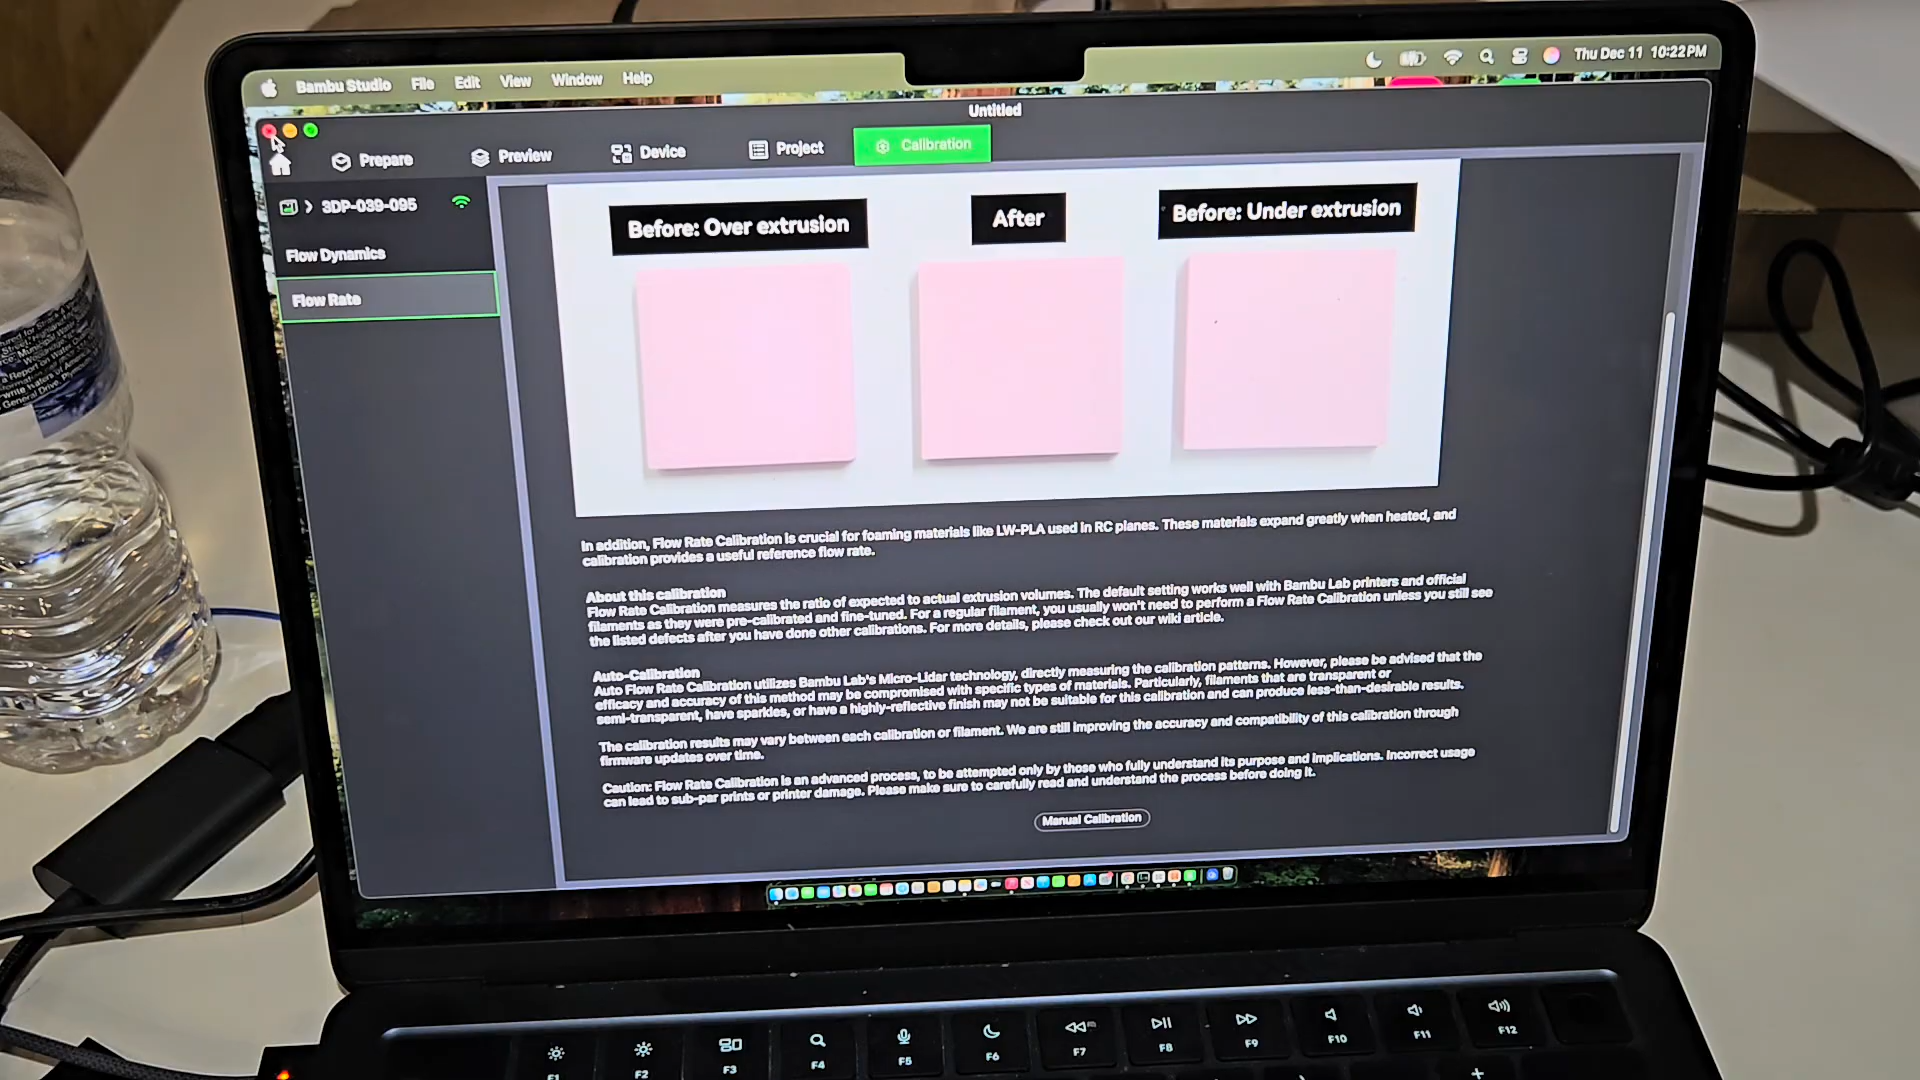 Bambu Studio File Edit View Window Help
Thu Dec 11 10:22PM
Untitled
Prepare
Preview
Device
Project
Calibration
3DP-039-095
Flow Dynamics
Flow Rate
Before: Over extrusion
After
Before: Under extrusion
In addition, Flow Rate Calibration is crucial for foaming materials like LW-PLA used in RC planes. These materials expand greatly when heated, and
calibration provides a useful reference flow rate.
About this calibration
Flow Rate Calibration measures the ratio of expected to actual extrusion volumes. The default setting works well with Bambu Lab printers and official
filaments as they were pre-calibrated and fine-tuned. For a regular filament, you usually won't need to perform a Flow Rate Calibration unless you still see
the listed defects after you have done other calibrations. For more details, please check out our wiki article.
Auto-Calibration
Auto Flow Rate Calibration utilizes Bambu Lab's Micro-Lidar technology, directly measuring the calibration patterns. However, please be advised that the
efficacy and accuracy of this method may be compromised with specific types of materials. Particularly, filaments that are transparent or
semi-transparent, have sparkles, or have a highly-reflective finish may not be suitable for this calibration and can produce less-than-desirable results.
The calibration results may vary between each calibration or filament. We are still improving the accuracy and compatibility of this calibration through
firmware updates over time.
Caution: Flow Rate Calibration is an advanced process, to be attempted only by those who fully understand its purpose and implications. Incorrect usage
can lead to sub-par prints or printer damage. Please make sure to carefully read and understand the process before doing it.
Manual Calibration
F1
F2
F3
F4
F5
F6
F7
F8
F9
F10
F11
F12
a Report on Water
General Drive,